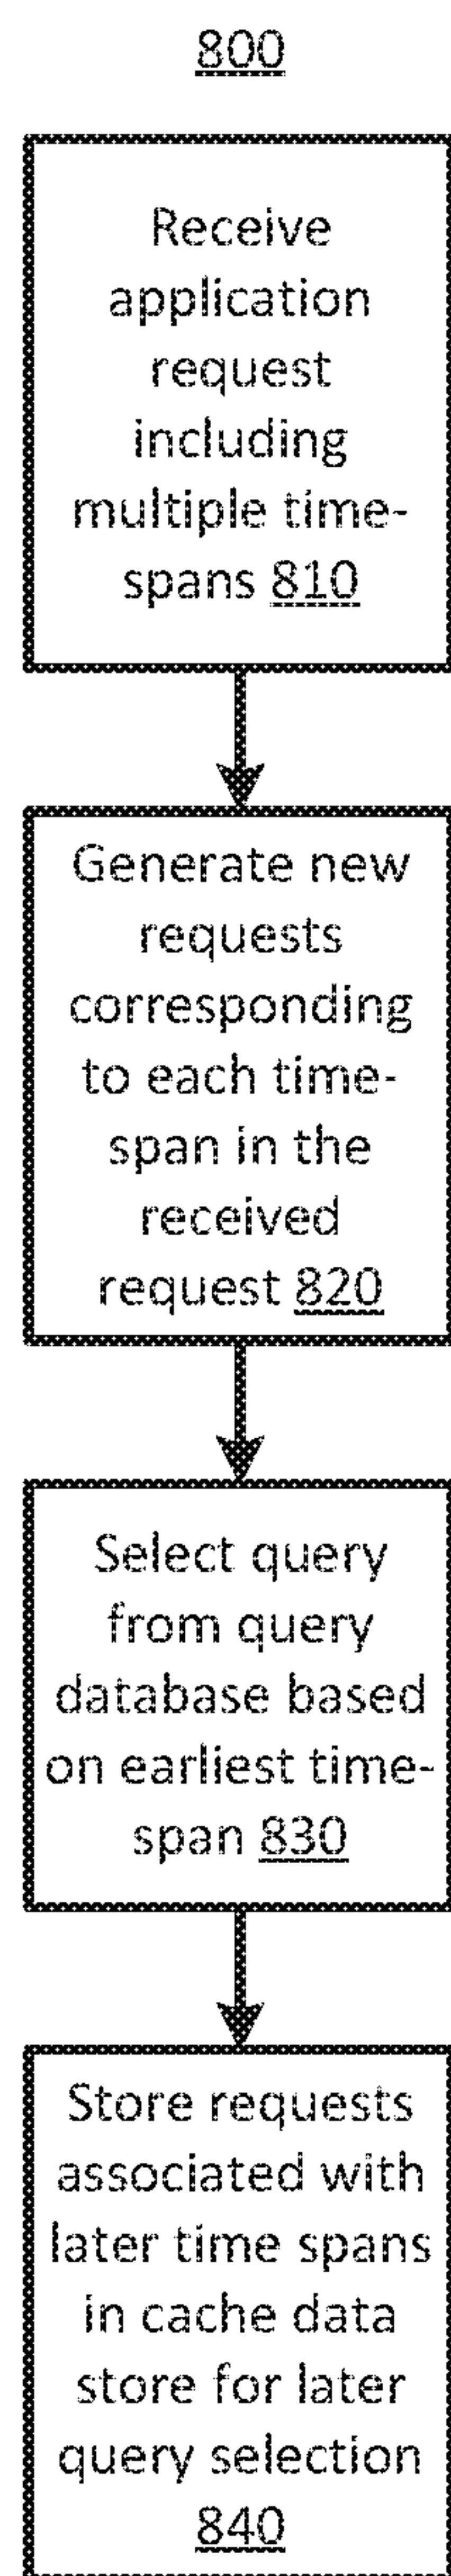 800
Receive
application
request
including
multiple time-
spans 810
Generate new
requests
corresponding
to each time-
span in the
received
request 820
Select query
from query
database based
on earliest time-
span 830
Store requests
associated with
later time spans
in cache data
store for later
query selection
840